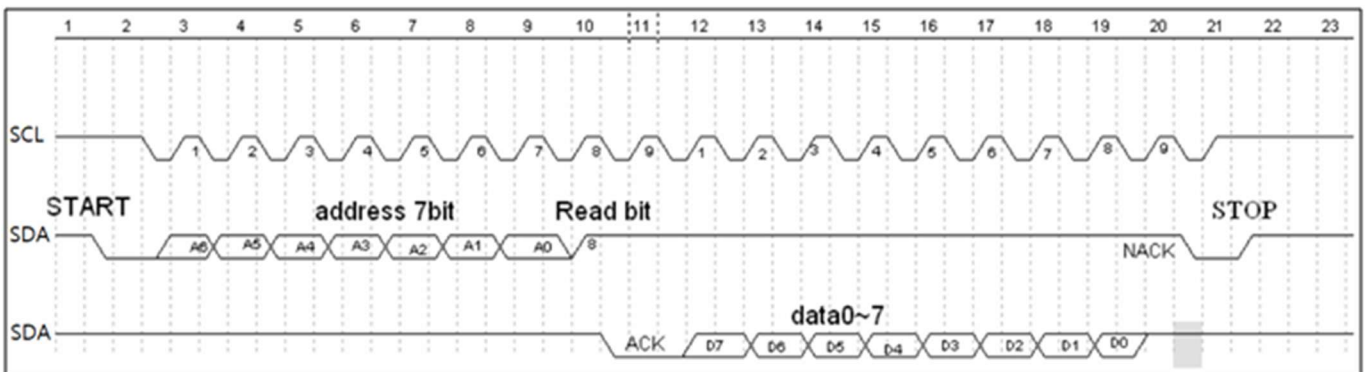 1 2 3 4 5 6 7 8 9 10 11 12 13 14 15 16 17 18 19 20 21 22 23
SCL 1 2 3 4 5 6 7 8 9 1 2 3 4 5 6 7 8 9
START address 7bit Read bit STOP
SDA A6 A5 A4 A3 A2 A1 A0 8 NACK
data0~7
SDA ACK D7 D6 D5 D4 D3 D2 D1 D0